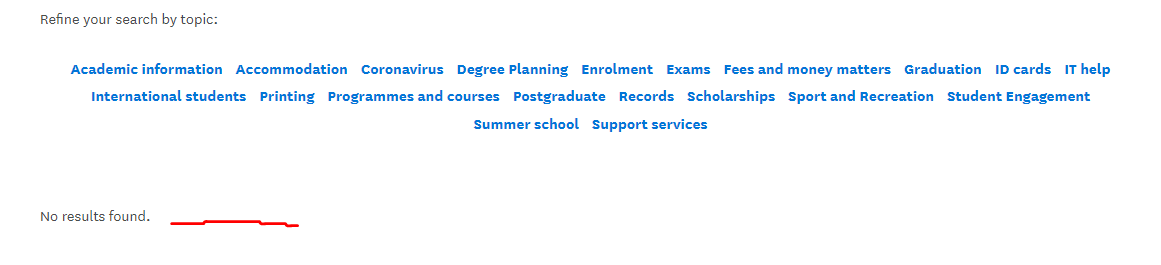 Refine your search by topic:
Academic information Accommodation Coronavirus Degree Planning Enrolment Exams Fees and money matters Graduation ID cards IT help
International students Printing Programmes and courses Postgraduate Records Scholarships Sport and Recreation Student Engagement
Summer school Support services
No results found.